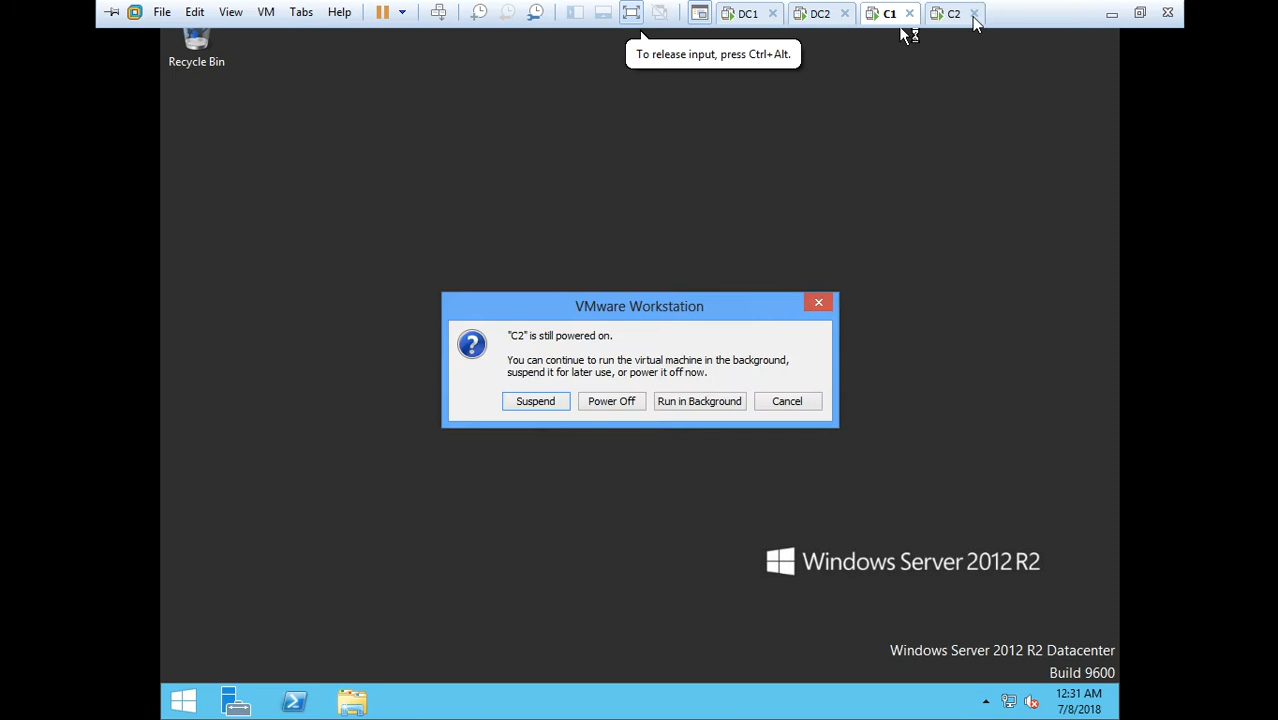 File Edit View VM Tabs Help DC1 DC2 C1 C2
To release input, press Ctrl+Alt.
Recycle Bin
VMware Workstation
"C2" is still powered on.
You can continue to run the virtual machine in the background,
suspend it for later use, or power it off now.
Suspend Power Off Run in Background Cancel
Windows Server 2012 R2
Windows Server 2012 R2 Datacenter
Build 9600
12:31 AM
7/8/2018